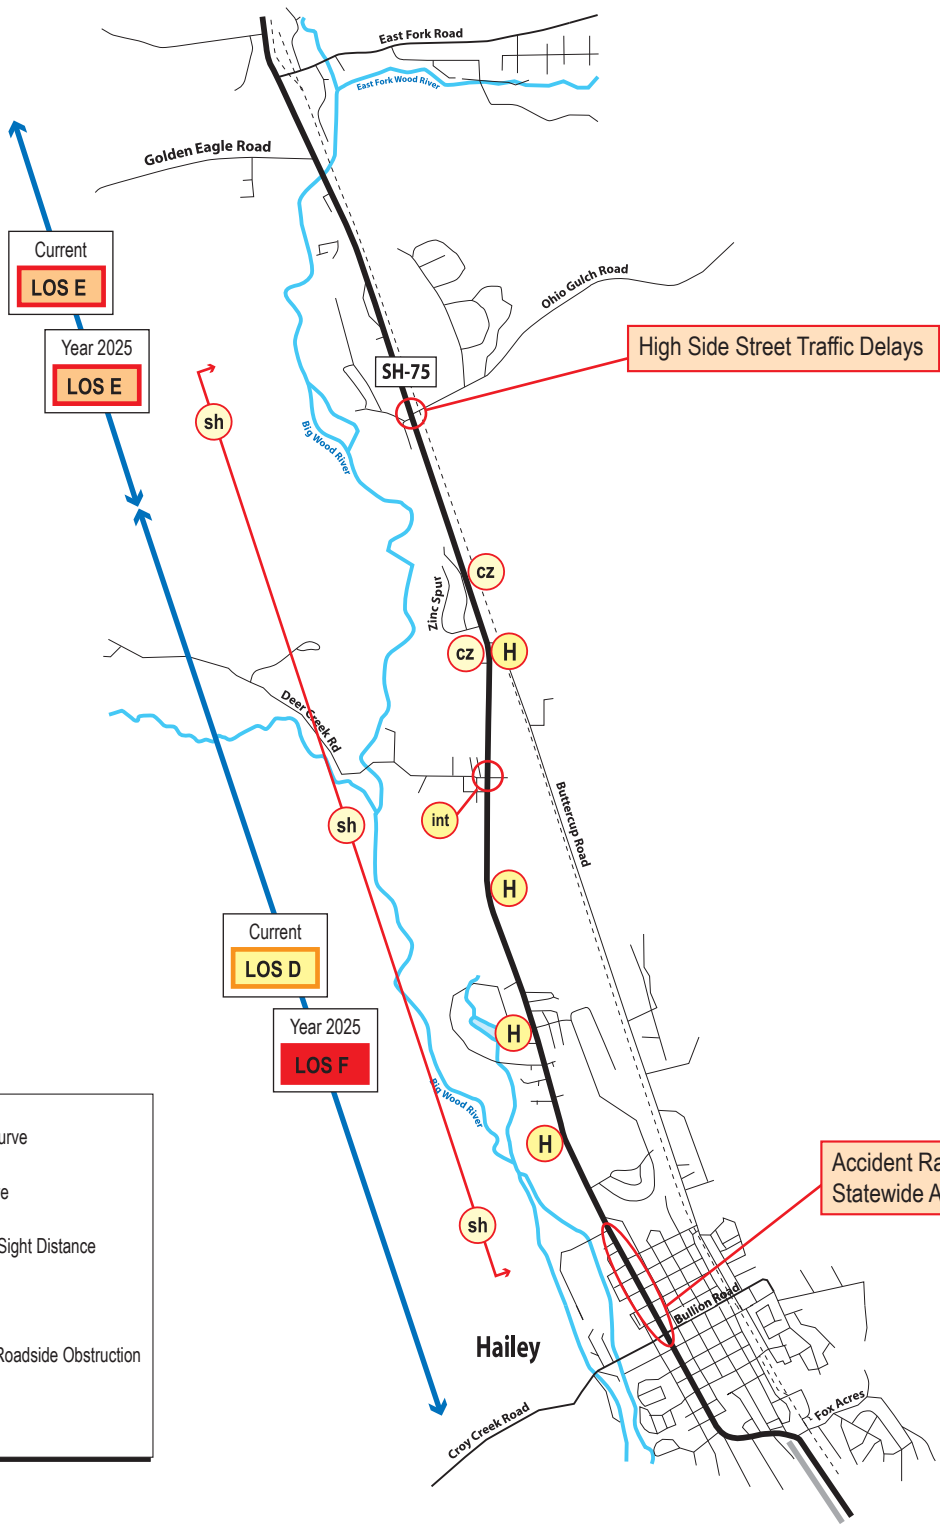 East Fork Road
East Fork Wood River
Golden Eagle Road
Current
LOS E
Ohio Gulch Road
Year 2025
LOS E
High Side Street Traffic Delays
SH-75
sh
Big Wood River
cz
Zinc Spur
cz
H
Deer Creek Rd
Buttercup Road
int
sh
H
Current
LOS D
Year 2025
LOS F
H
Big Wood River
H
Sight Distance
Roadside Obstruction
Accident
Statewide
sh
Bullion Road
Hailey
Croy Creek Road
Fox Acres